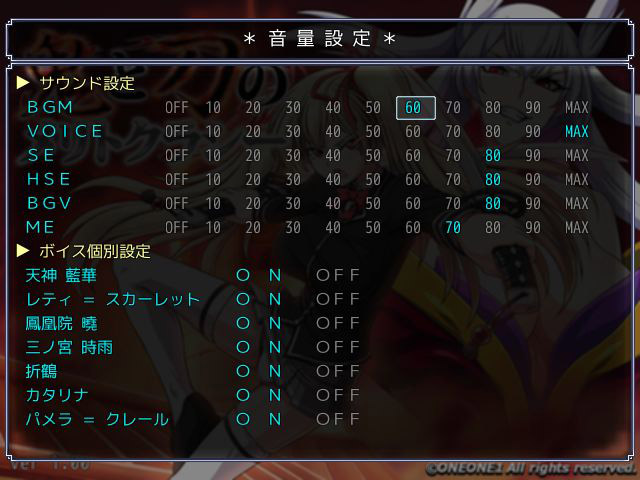 ＊ 音 量 設 定 ＊
▶ サウンド設定
ＢＧＭ OFF 10 20 30 40 50 60 70 80 90 MAX
ＶＯＩＣＥ OFF 10 20 30 40 50 60 70 80 90 MAX
ＳＥ OFF 10 20 30 40 50 60 70 80 90 MAX
ＨＳＥ OFF 10 20 30 40 50 60 70 80 90 MAX
ＢＧＶ OFF 10 20 30 40 50 60 70 80 90 MAX
ＭＥ OFF 10 20 30 40 50 60 70 80 90 MAX
▶ ボイス個別設定
天神 藍華 Ｏ Ｎ ＯＦＦ
レティ ＝ スカーレット Ｏ Ｎ ＯＦＦ
鳳凰院 曉 Ｏ Ｎ ＯＦＦ
三ノ宮 時雨 Ｏ Ｎ ＯＦＦ
折鶴 Ｏ Ｎ ＯＦＦ
カタリナ Ｏ Ｎ ＯＦＦ
パメラ ＝ クレール Ｏ Ｎ ＯＦＦ
Ver 1.00
©ONEONE1 All rights reserved.